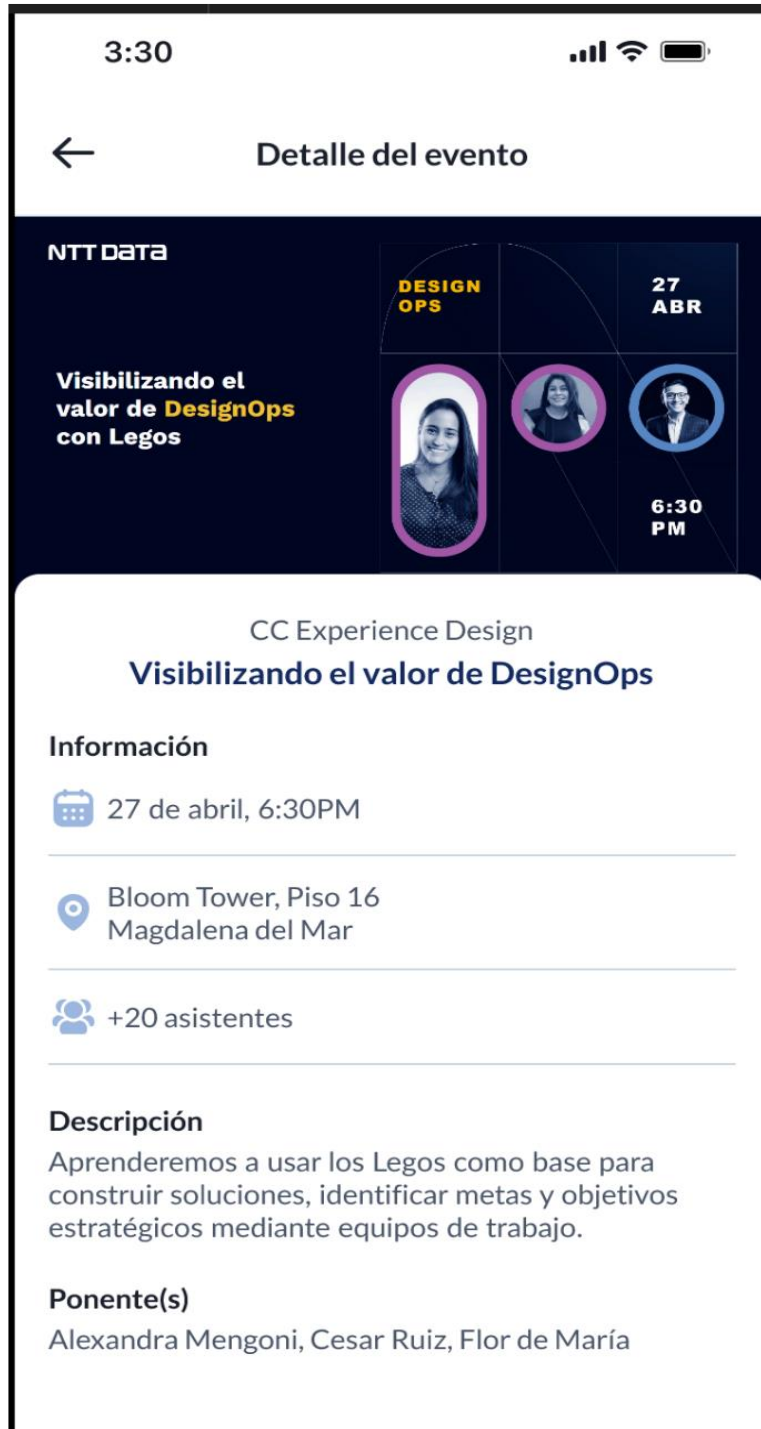 3:30
Detalle del evento
NTT DATA
DESIGN
OPS
27
ABR
Visibilizando el
valor de DesignOps
con Legos
6:30
PM
CC Experience Design
Visibilizando el valor de DesignOps
Información
27 de abril, 6:30PM
Bloom Tower, Piso 16
Magdalena del Mar
+20 asistentes
Descripción
Aprenderemos a usar los Legos como base para
construir soluciones, identificar metas y objetivos
estratégicos mediante equipos de trabajo.
Ponente(s)
Alexandra Mengoni, Cesar Ruiz, Flor de María